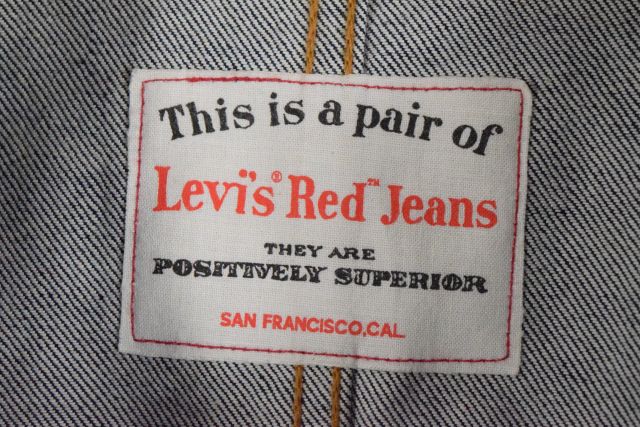 This is a pair of
Levi's® Red™ Jeans
THEY ARE
POSITIVELY SUPERIOR
SAN FRANCISCO, CAL.